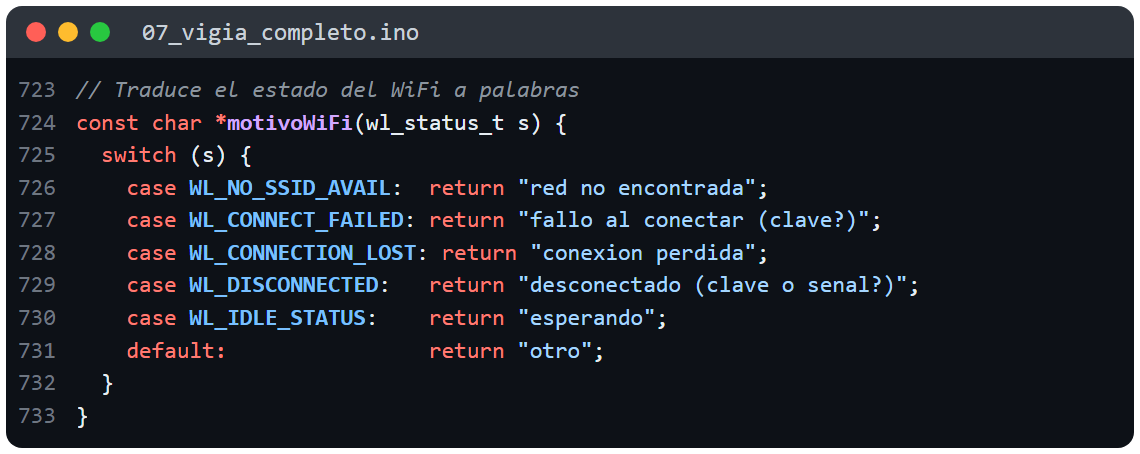 07_vigia_completo.ino
723 // Traduce el estado del WiFi a palabras
724 const char *motivoWiFi(wl_status_t s) {
725   switch (s) {
726     case WL_NO_SSID_AVAIL:  return "red no encontrada";
727     case WL_CONNECT_FAILED: return "fallo al conectar (clave?)";
728     case WL_CONNECTION_LOST: return "conexion perdida";
729     case WL_DISCONNECTED:   return "desconectado (clave o senal?)";
730     case WL_IDLE_STATUS:    return "esperando";
731     default:                return "otro";
732   }
733 }